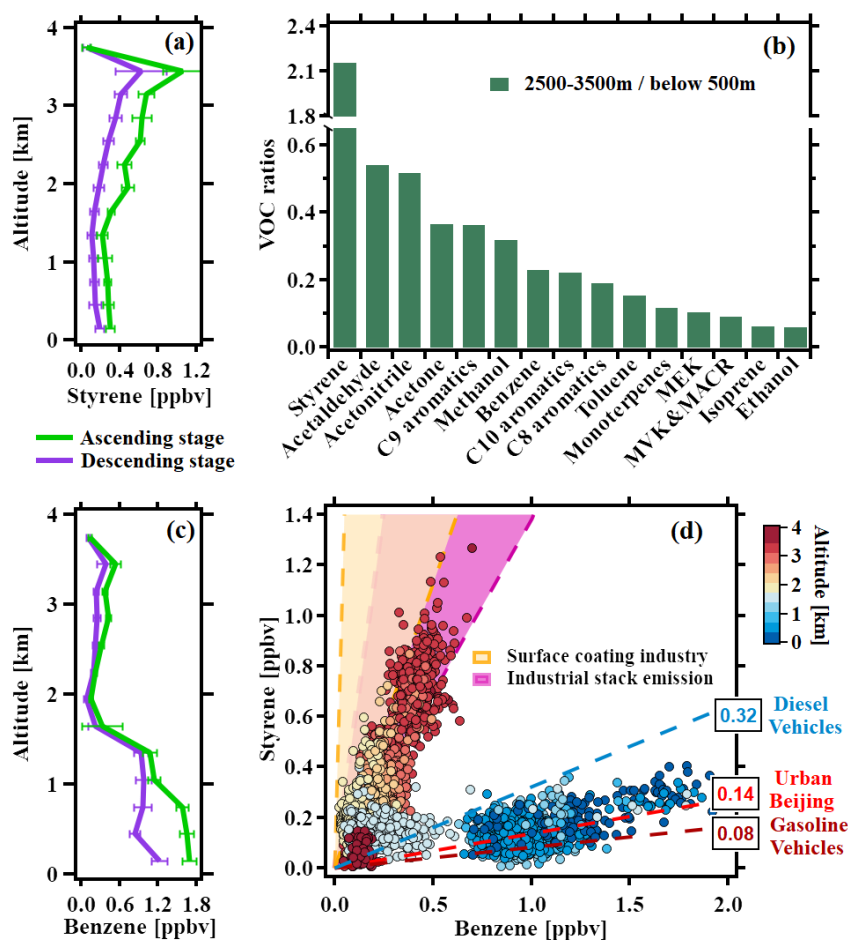 (a)
4
3
2
1
0
Altitude [km]
0.0 0.4 0.8 1.2
Styrene [ppbv]
(b)
2500-3500m / below 500m
2.1
1.8
0.6
0.4
0.2
0.0
VOC ratios
Styrene
Acetaldehyde
Acetonitrile
Acetone
C9 aromatics
Methanol
Benzene
C10 aromatics
C8 aromatics
Toluene
Monoterpenes
MEK
MVK&MACR
Isoprene
Ethanol
Ascending stage
Descending stage
(c)
4
3
2
1
0
Altitude [km]
0.0 0.6 1.2 1.8
Benzene [ppbv]
(d)
1.4
1.2
1.0
0.8
0.6
0.4
0.2
0.0
Styrene [ppbv]
Surface coating industry
Industrial stack emission
0.0 0.5 1.0 1.5 2.0
Benzene [ppbv]
4
3
2
1
0
Altitude [km]
0.32
Diesel
Vehicles
0.14
Urban
Beijing
0.08
Gasoline
Vehicles